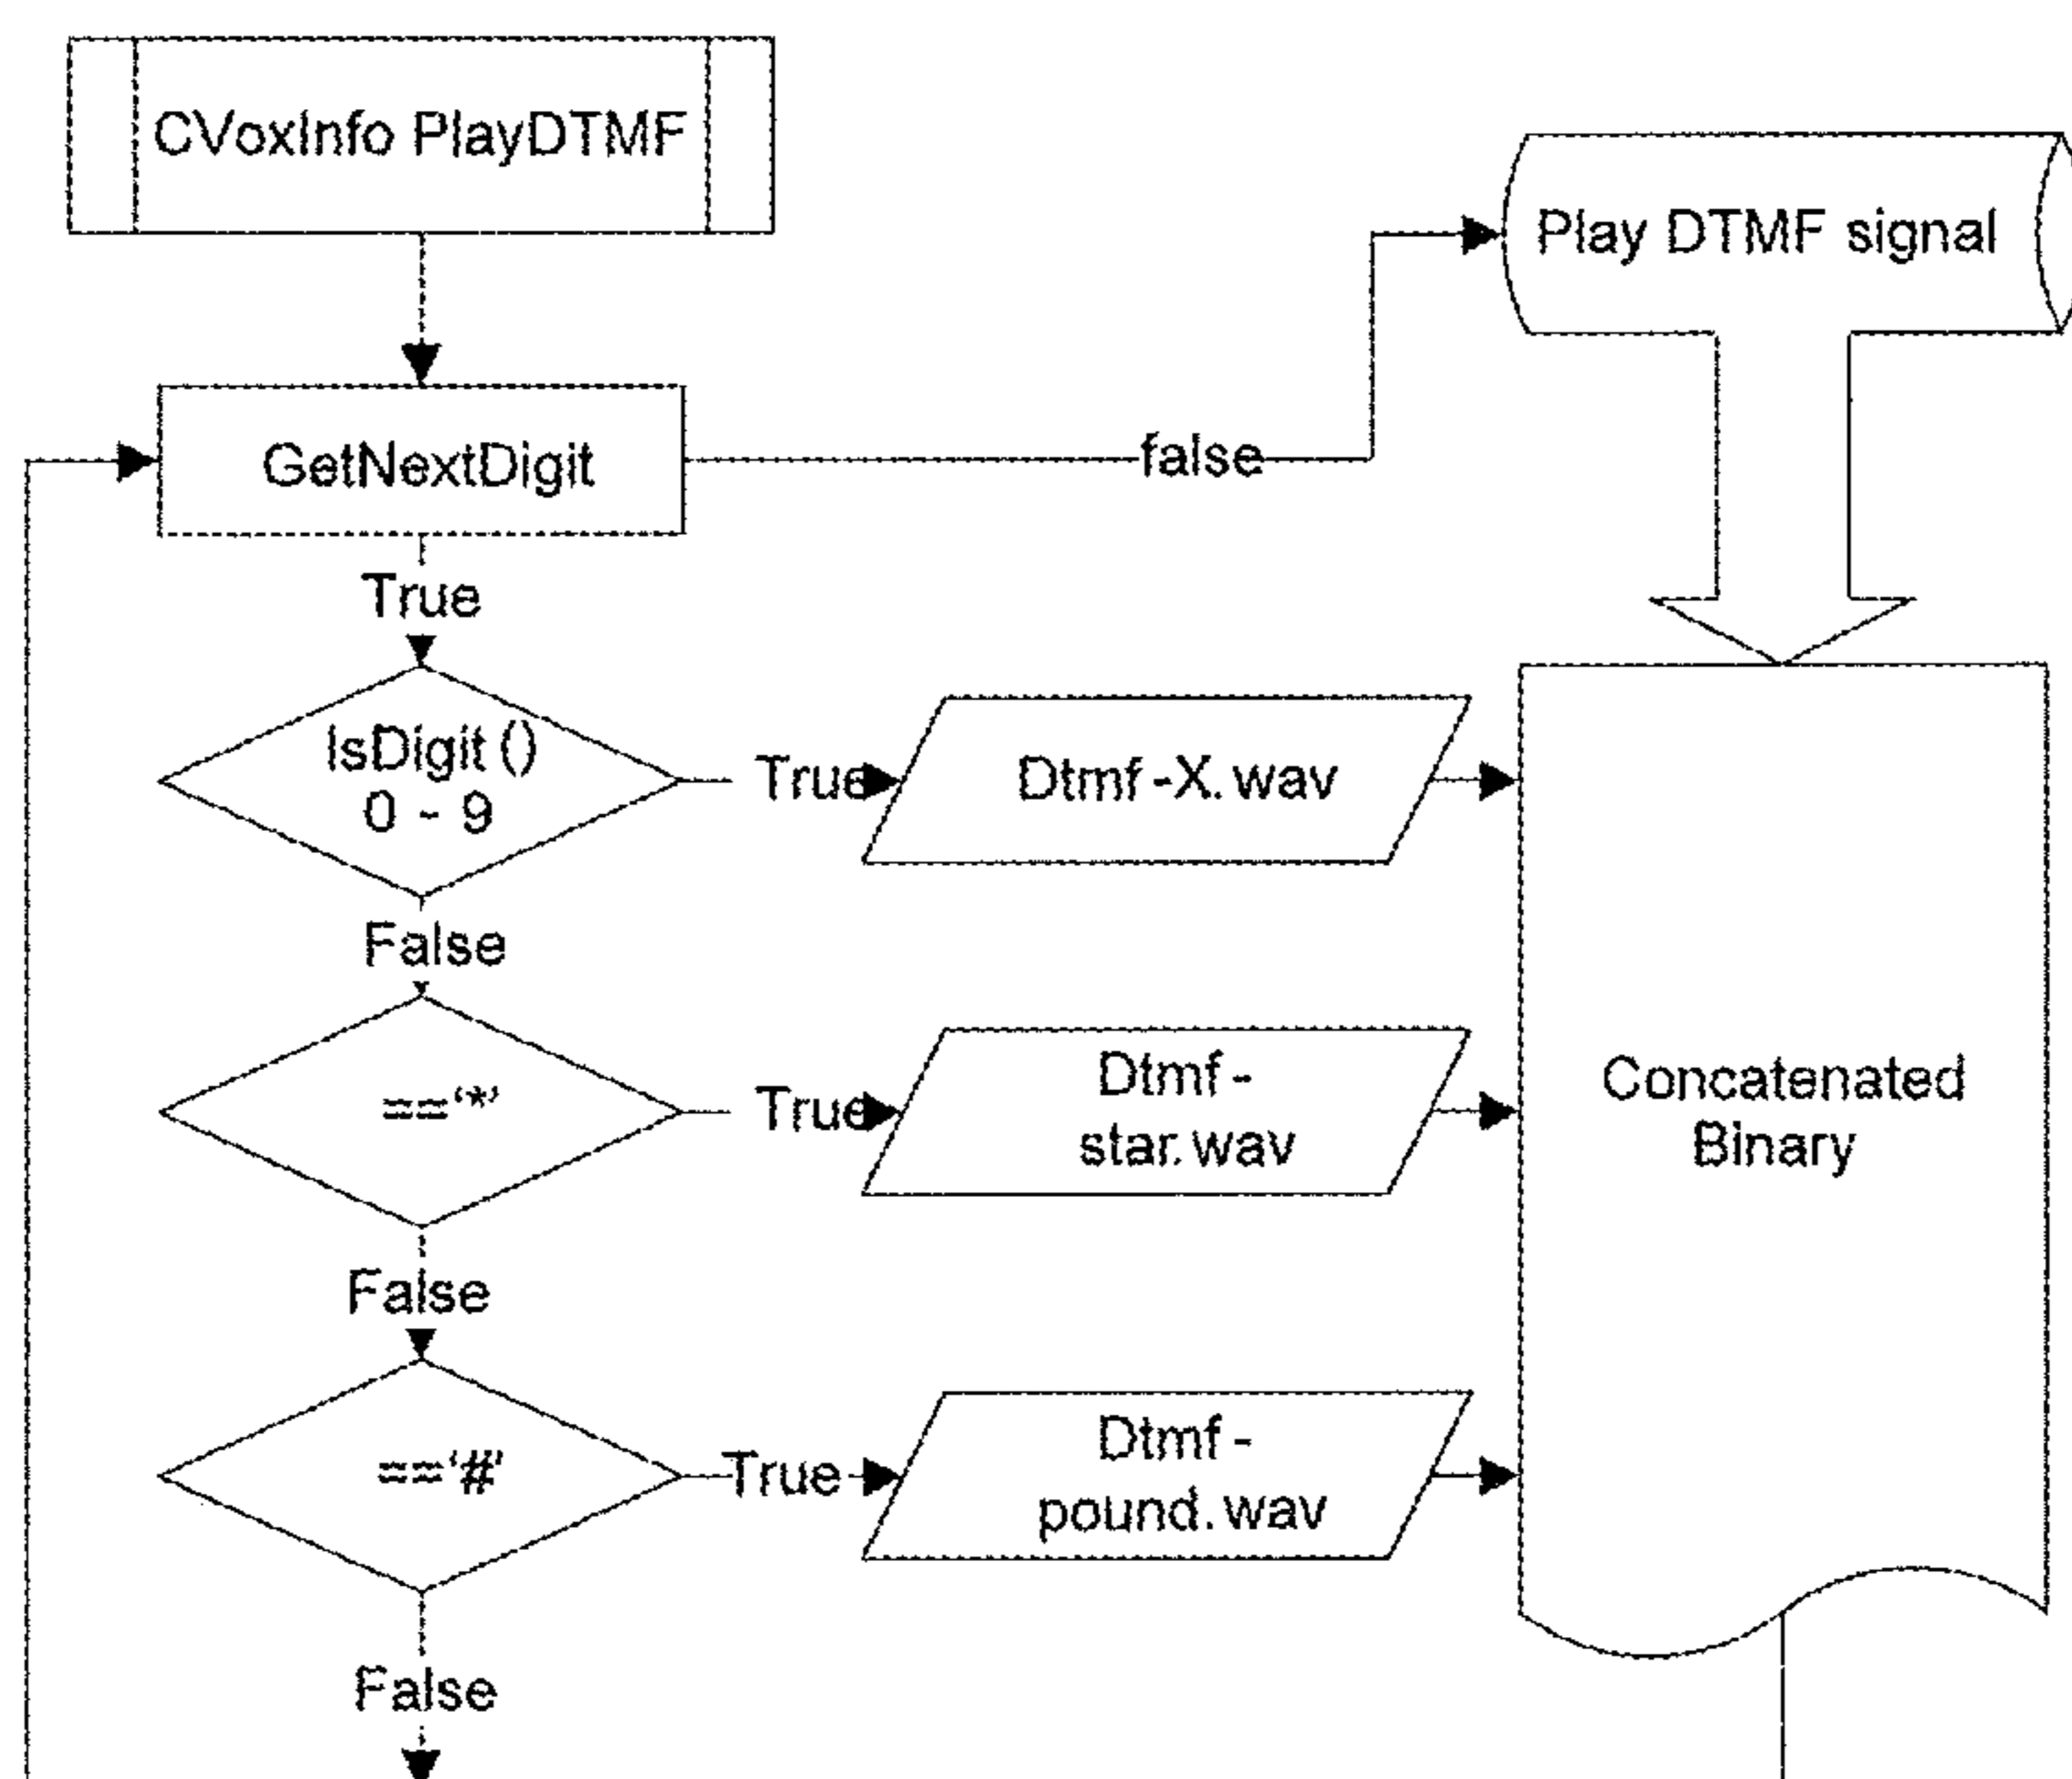 CVoxInfo PlayDTMF
Play DTMF signal
GetNextDigit
false
True
IsDigit ()
0 - 9
True
Dtmf -X. wav
False
=='*'
True
Dtmf -
star. wav
Concatenated
Binary
False
=='#'
True
Dtmf -
pound. wav
False